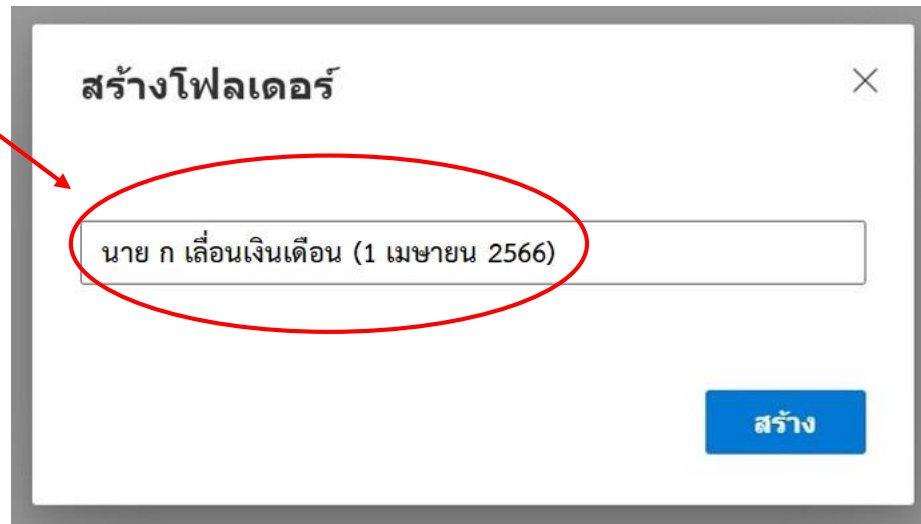 สร้างโฟลเดอร์
นาย ก เลื่อนเงินเดือน (1 เมษายน 2566)
สร้าง